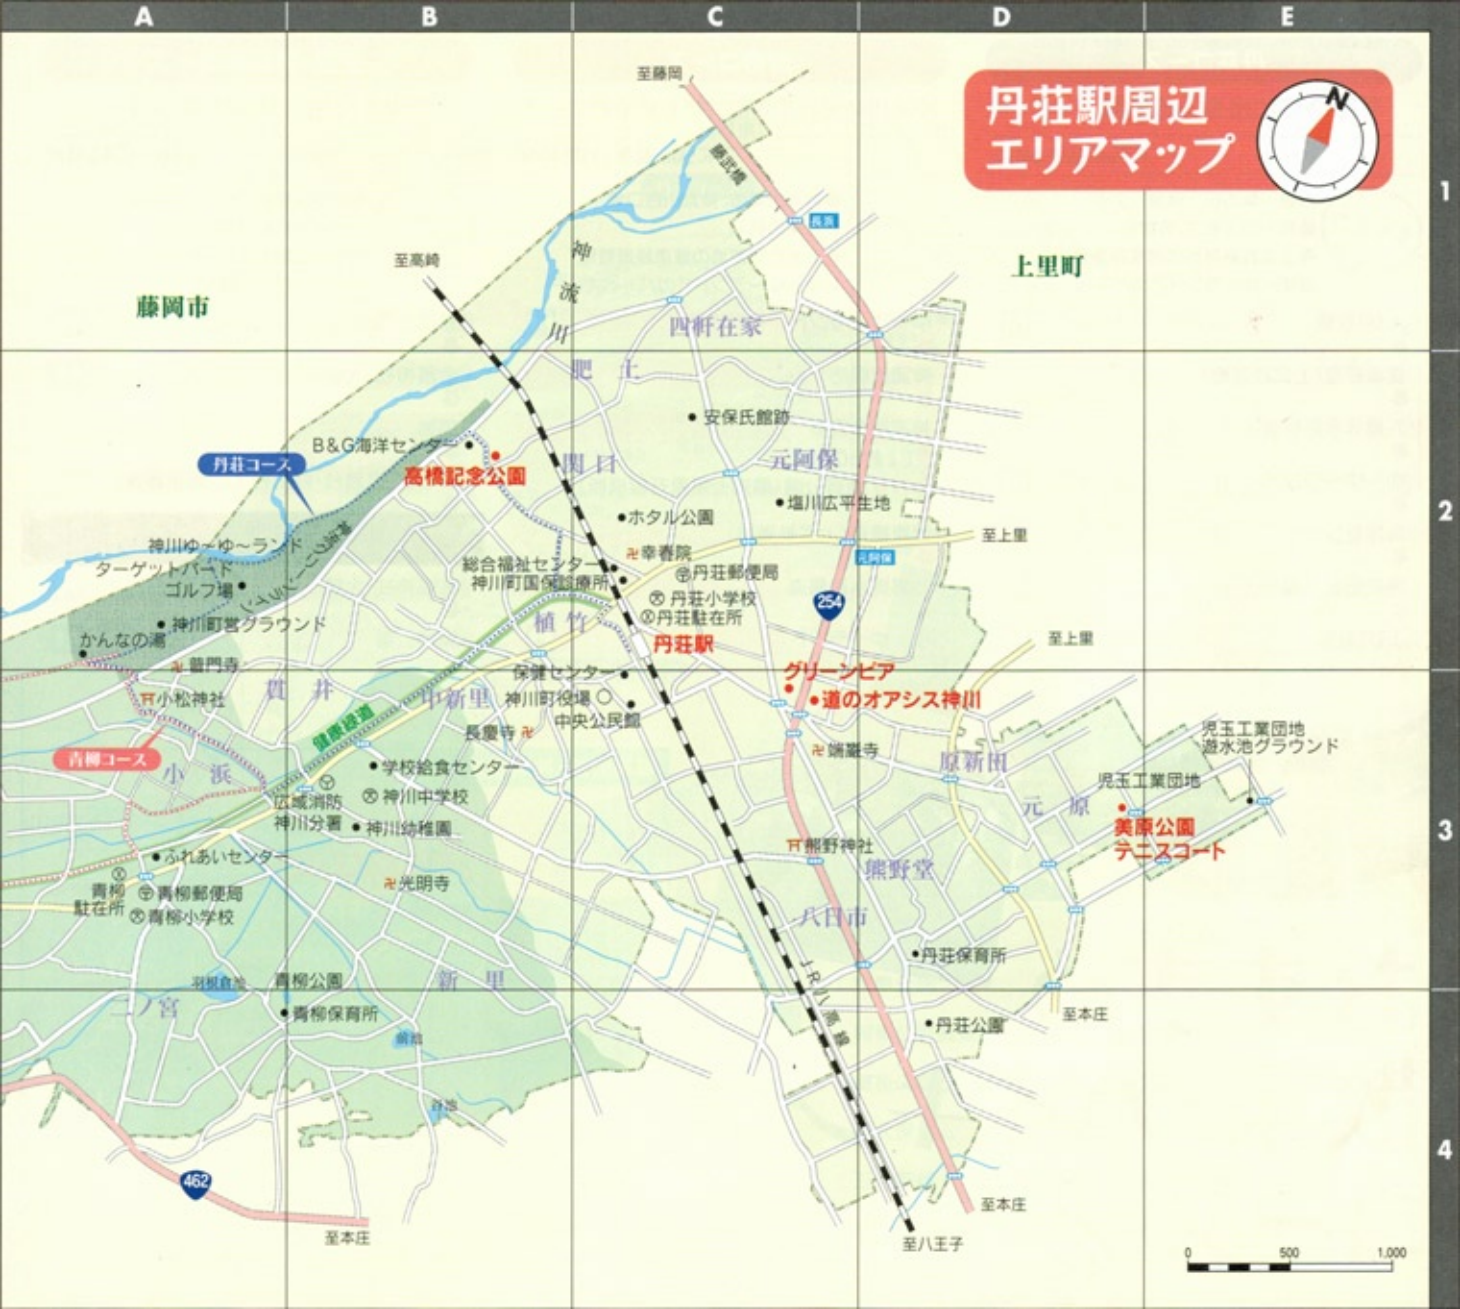 A
B
C
D
E
1
2
3
4
丹荘駅周辺
エリアマップ
N
至藤岡
藤武橋
長浜
神流川
至高崎
藤岡市
上里町
四軒在家
肥土
安保氏館跡
B&G海洋センター
高橋記念公園
関口
元阿保
丹荘コース
塩川広平生地
ホタル公園
至上里
元阿保
幸春院
総合福祉センター
神川町国保診療所
丹荘郵便局
丹荘小学校
丹荘駐在所
254
植竹
丹荘駅
至上里
神川ゆ〜ゆ〜ランド
ターゲットバード
ゴルフ場
神流グリーンライン
神川町営グラウンド
かんなの湯
龍門寺
小松神社
貫井
中新里
保健センター
神川町役場
中央公民館
長慶寺
グリーンピア
道のオアシス神川
端巌寺
原新田
児玉工業団地
遊水池グラウンド
児玉工業団地
元原
美原公園
テニスコート
健康緑道
青柳コース
小浜
学校給食センター
広域消防
神川分署
神川中学校
神川幼稚園
ふれあいセンター
光明寺
青柳
駐在所
青柳郵便局
青柳小学校
熊野神社
熊野堂
八日市
丹荘保育所
羽根倉池
青柳公園
新里
二ノ宮
青柳保育所
前池
谷池
JR八高線
丹荘公園
至本庄
462
至本庄
至本庄
至八王子
0
500
1,000